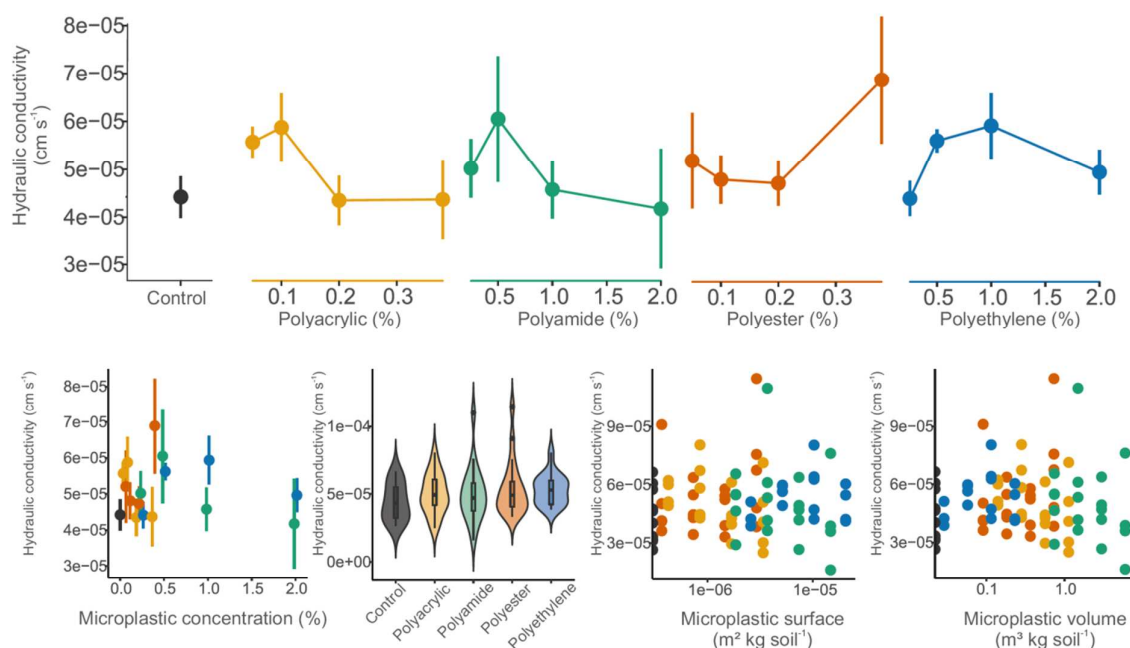 Hydraulic conductivity
(cm s⁻¹)
8e−05
7e−05
6e−05
5e−05
4e−05
3e−05
Control
0.1 0.2 0.3
Polyacrylic (%)
0.5 1.0 1.5 2.0
Polyamide (%)
0.1 0.2 0.3
Polyester (%)
0.5 1.0 1.5 2.0
Polyethylene (%)
Hydraulic conductivity (cm s⁻¹)
8e−05
7e−05
6e−05
5e−05
4e−05
3e−05
0.0 0.5 1.0 1.5 2.0
Microplastic concentration (%)
Hydraulic conductivity (cm s⁻¹)
1e−04
5e−05
0e+00
Control
Polyacrylic
Polyamide
Polyester
Polyethylene
Hydraulic conductivity (cm s⁻¹)
9e−05
6e−05
3e−05
1e−06 1e−05
Microplastic surface
(m² kg soil⁻¹)
Hydraulic conductivity (cm s⁻¹)
9e−05
6e−05
3e−05
0.1 1.0
Microplastic volume
(m³ kg soil⁻¹)